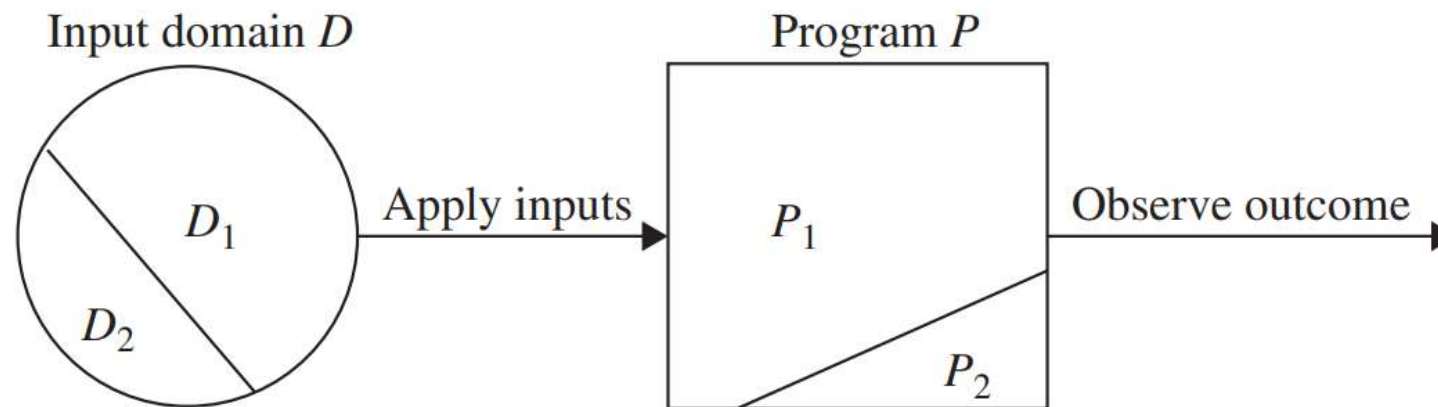 Input domain D
Program P
D₁
Apply inputs
P₁
Observe outcome
D₂
P₂